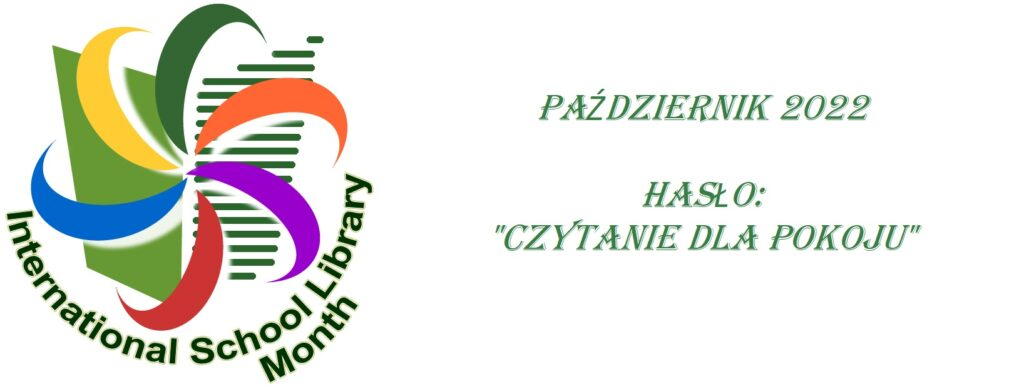 International School Library
Month
PAŹDZIERNIK 2022
HASŁO:
"CZYTANIE DLA POKOJU"